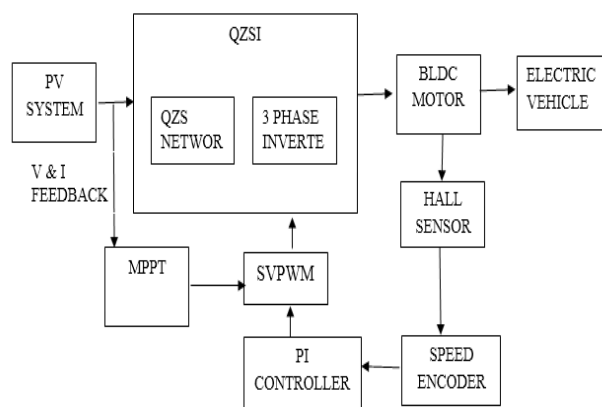 QZSI
PV
SYSTEM
QZS
NETWOR
3 PHASE
INVERTE
BLDC
MOTOR
ELECTRIC
VEHICLE
V & I
FEEDBACK
HALL
SENSOR
MPPT
SVPWM
PI
CONTROLLER
SPEED
ENCODER